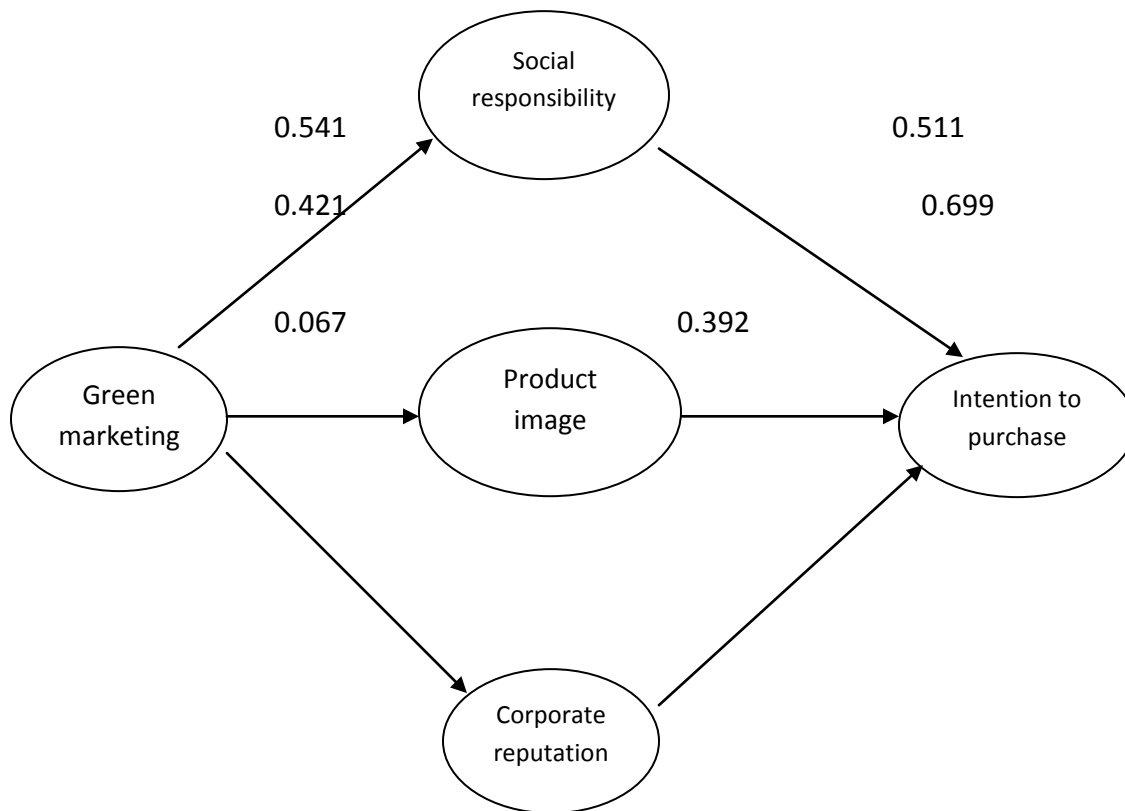 Social
responsibility
0.541
0.511
0.421
0.699
0.067
0.392
Product
image
Green
marketing
Intention to
purchase
Corporate
reputation